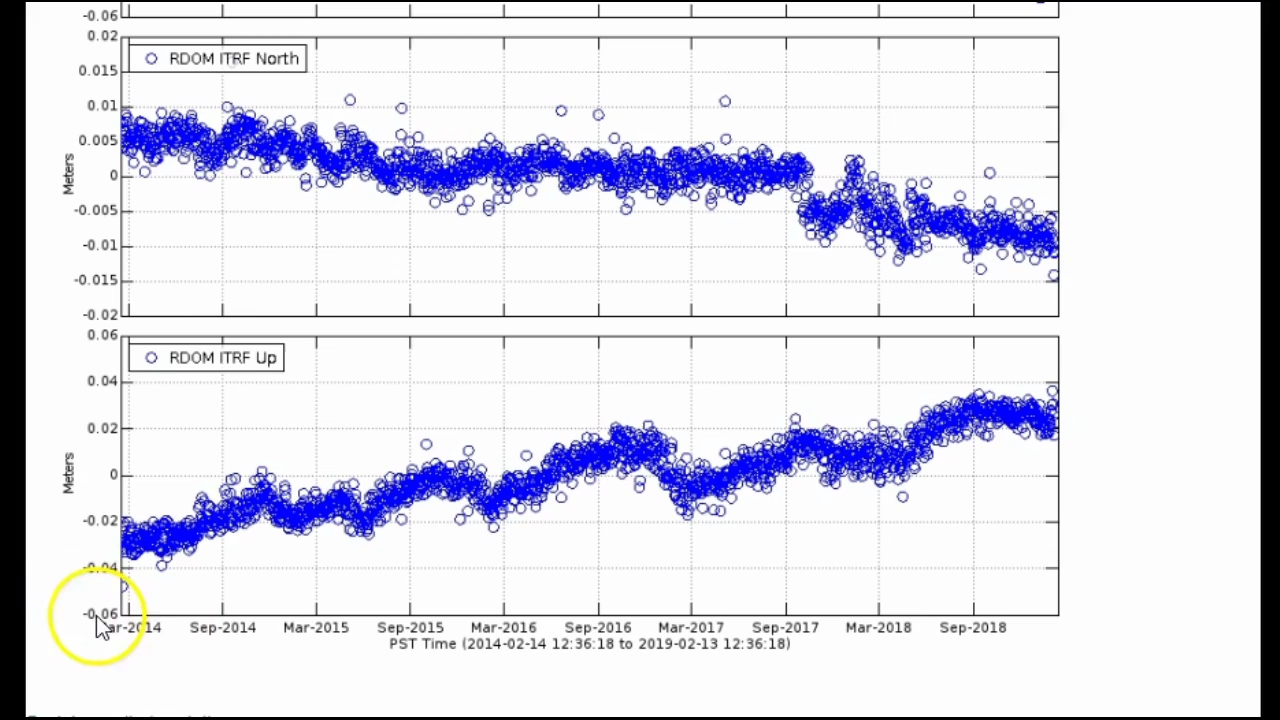 -0.06
0.02
RDOM ITRF North
0.015
0.01
0.005
0
-0.005
-0.01
-0.015
-0.02
Meters
0.06
RDOM ITRF Up
0.04
0.02
0
-0.02
-0.04
-0.06
Meters
ar-2014 Sep-2014 Mar-2015 Sep-2015 Mar-2016 Sep-2016 Mar-2017 Sep-2017 Mar-2018 Sep-2018
PST Time (2014-02-14 12:36:18 to 2019-02-13 12:36:18)